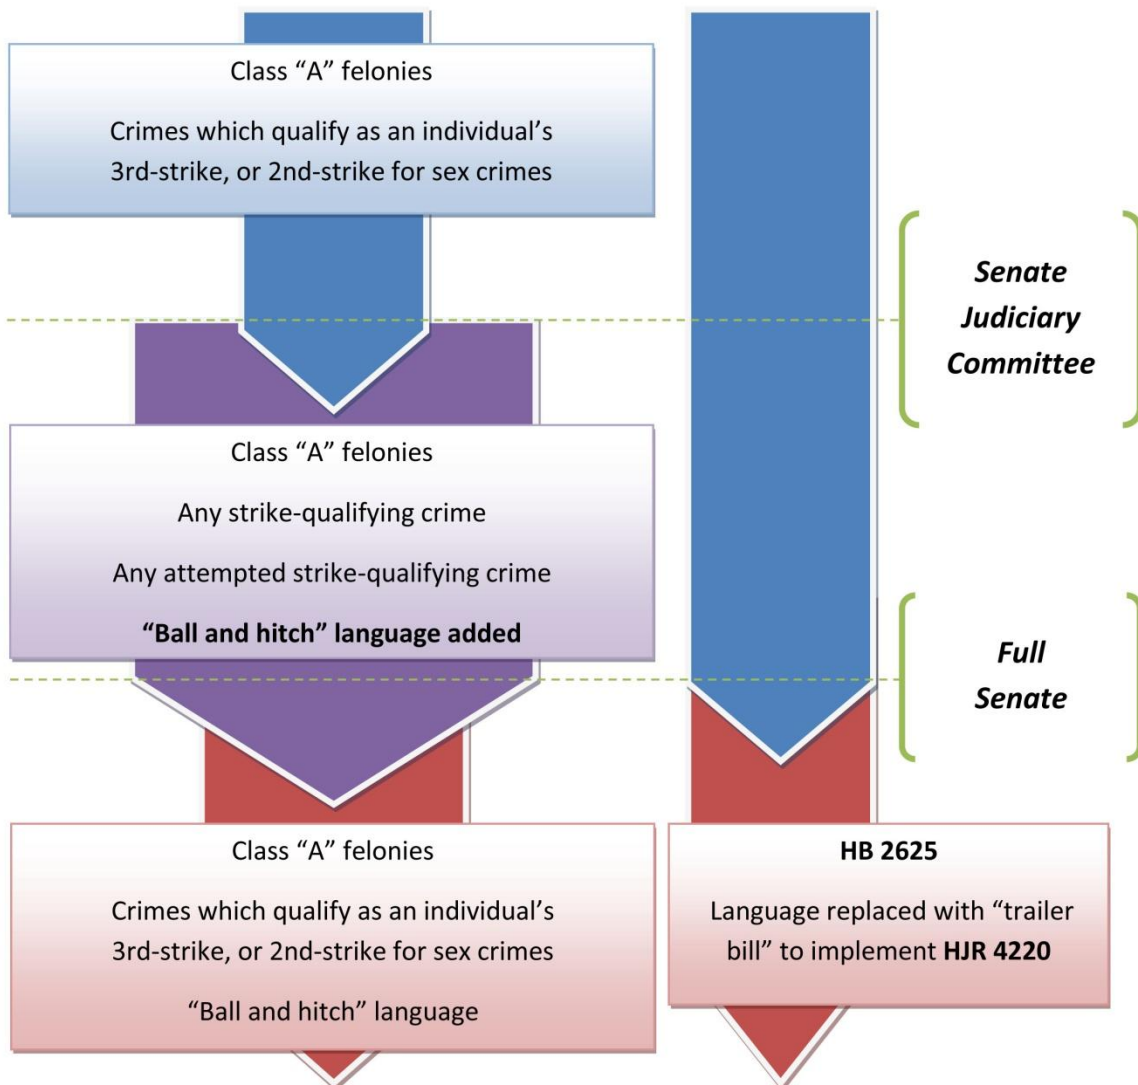 Class “A” felonies
Crimes which qualify as an individual’s
3rd-strike, or 2nd-strike for sex crimes
Senate
Judiciary
Committee
Class “A” felonies
Any strike-qualifying crime
Any attempted strike-qualifying crime
“Ball and hitch” language added
Full
Senate
Class “A” felonies
Crimes which qualify as an individual’s
3rd-strike, or 2nd-strike for sex crimes
“Ball and hitch” language
HB 2625
Language replaced with “trailer
bill” to implement HJR 4220